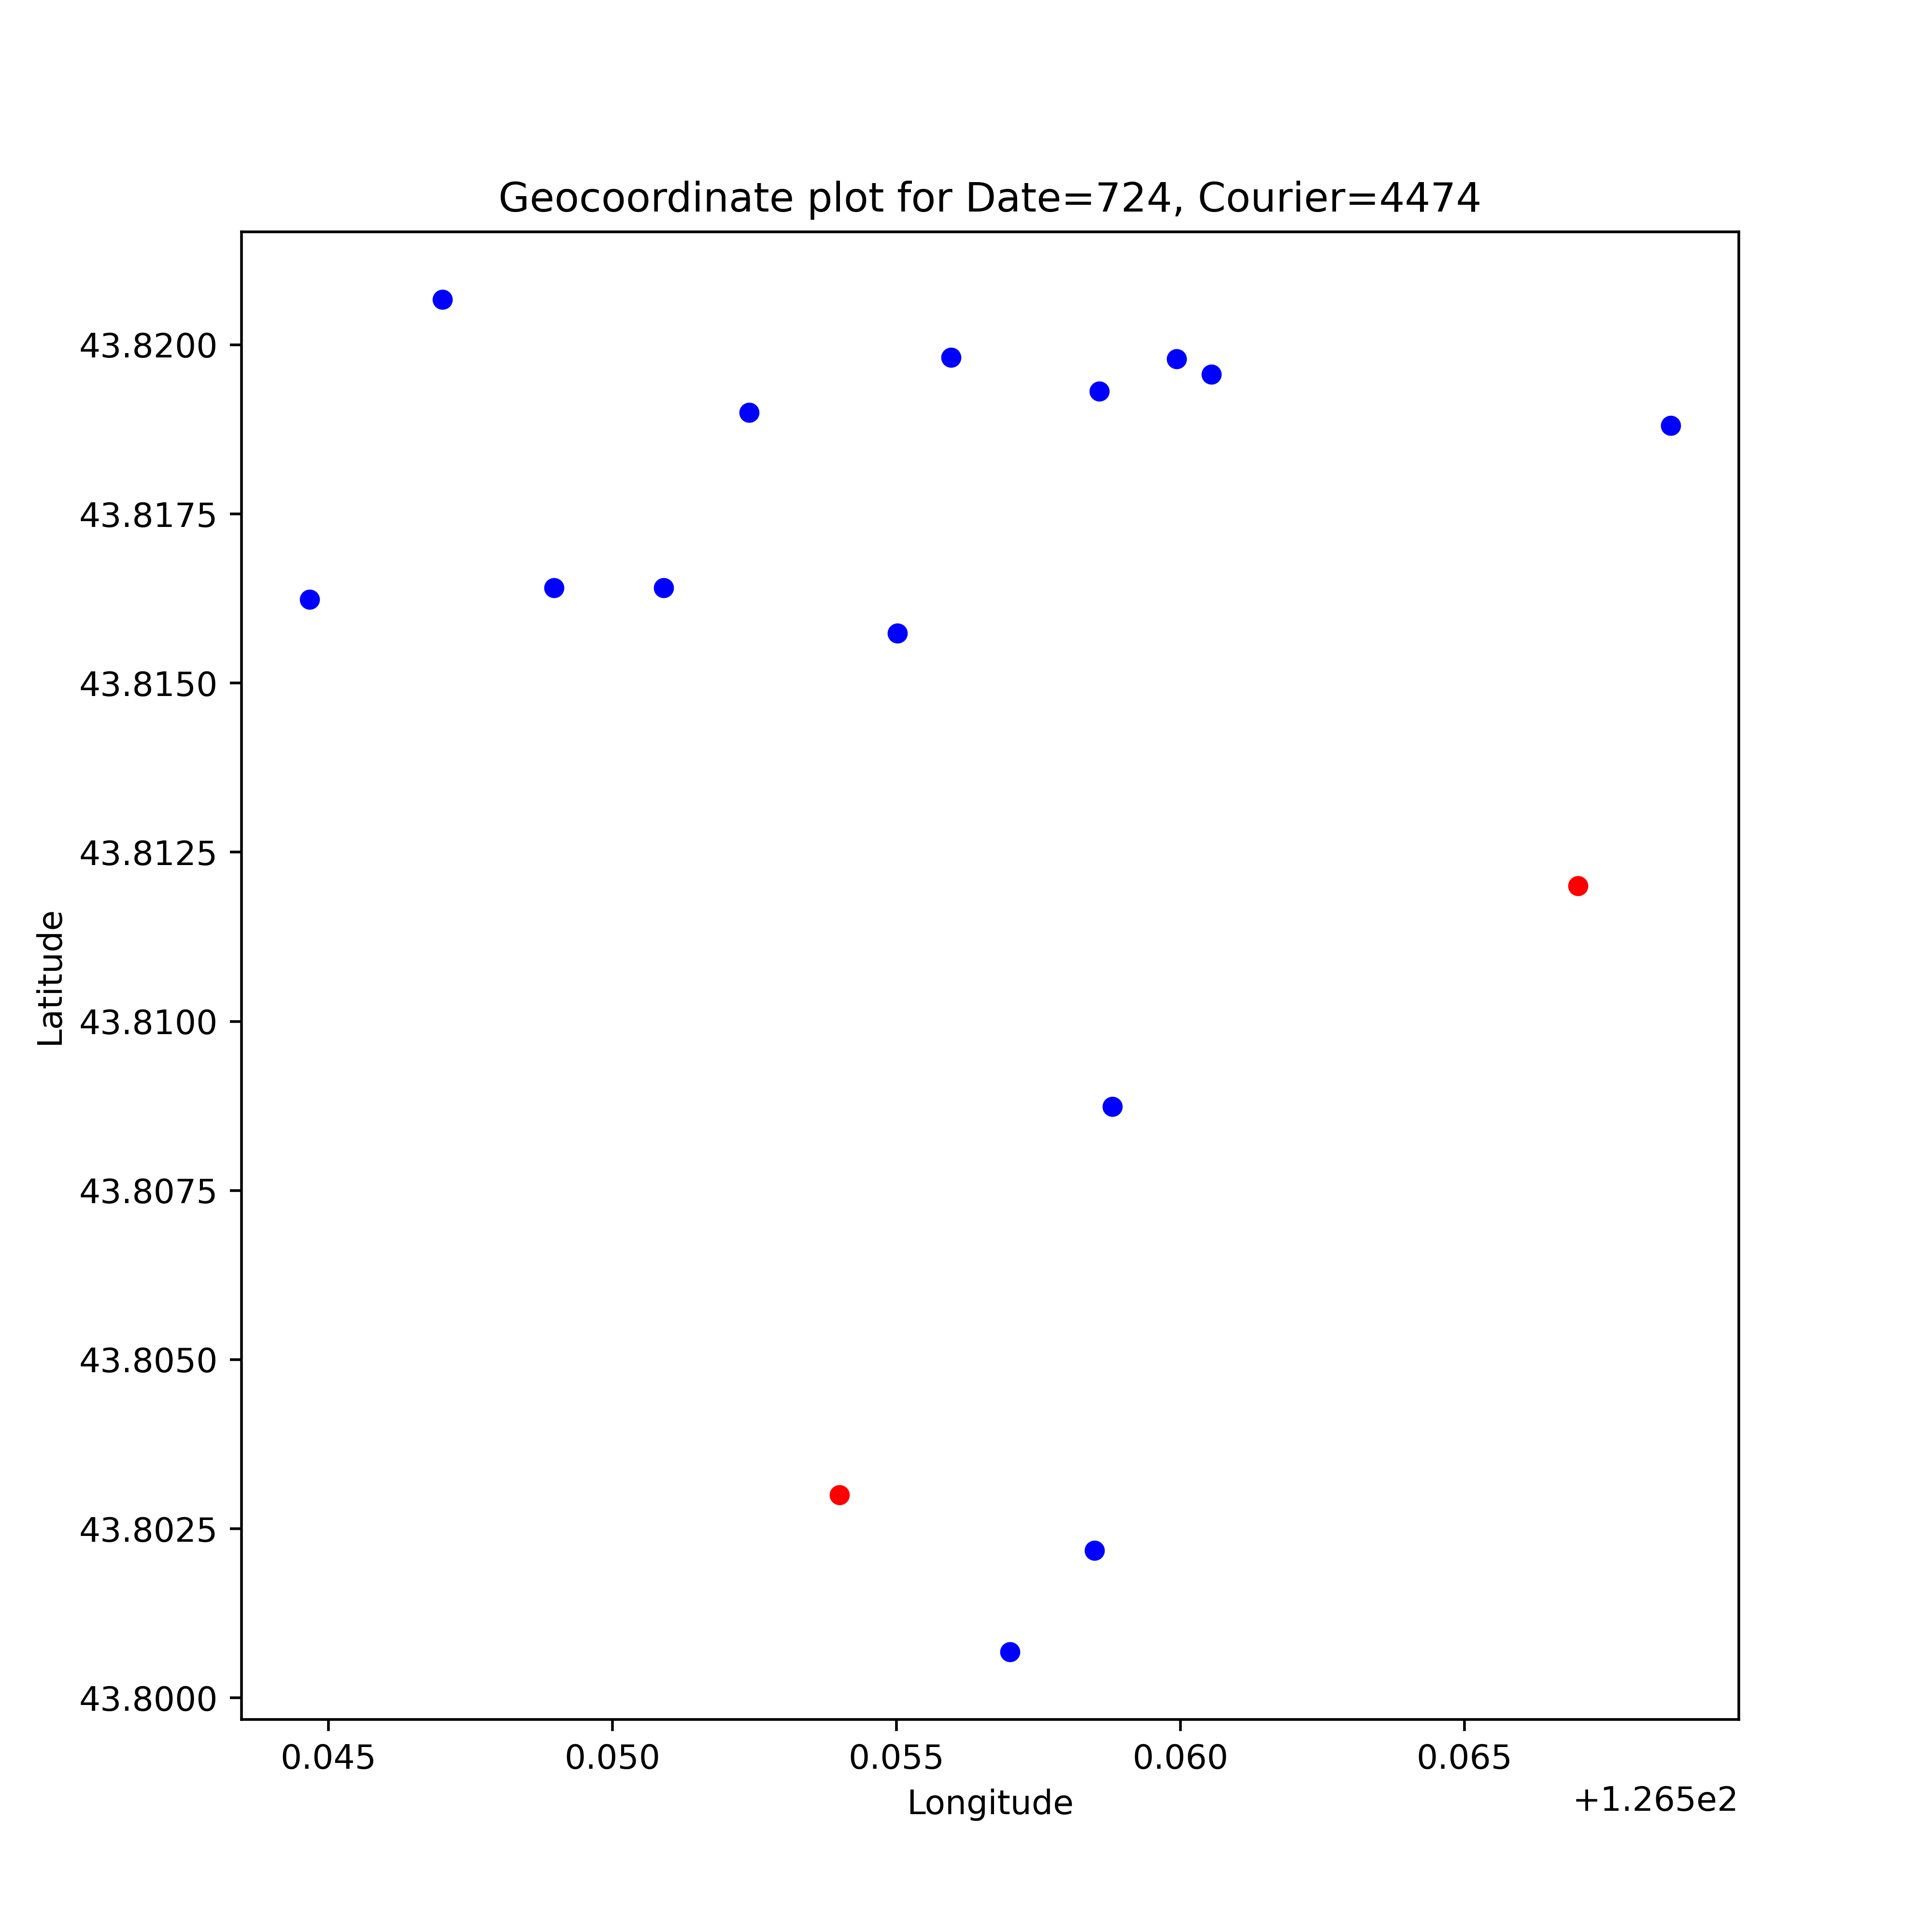 Geocoordinate plot for Date=724, Courier=4474
43.8200
43.8175
43.8150
43.8125
43.8100
43.8075
43.8050
43.8025
43.8000
Latitude
0.045 0.050 0.055 0.060 0.065
Longitude
+1.265e2